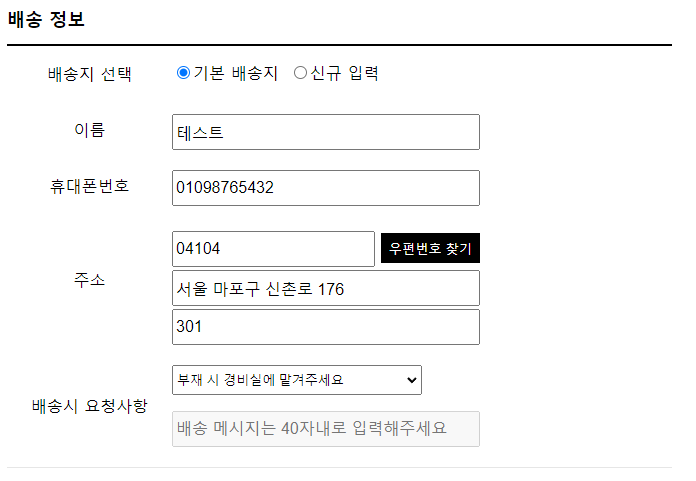 배송 정보
배송지 선택 기본 배송지 신규 입력
이름 테스트
휴대폰번호 01098765432
04104 우편번호 찾기
주소 서울 마포구 신촌로 176
301
부재 시 경비실에 맡겨주세요
배송시 요청사항
배송 메시지는 40자내로 입력해주세요